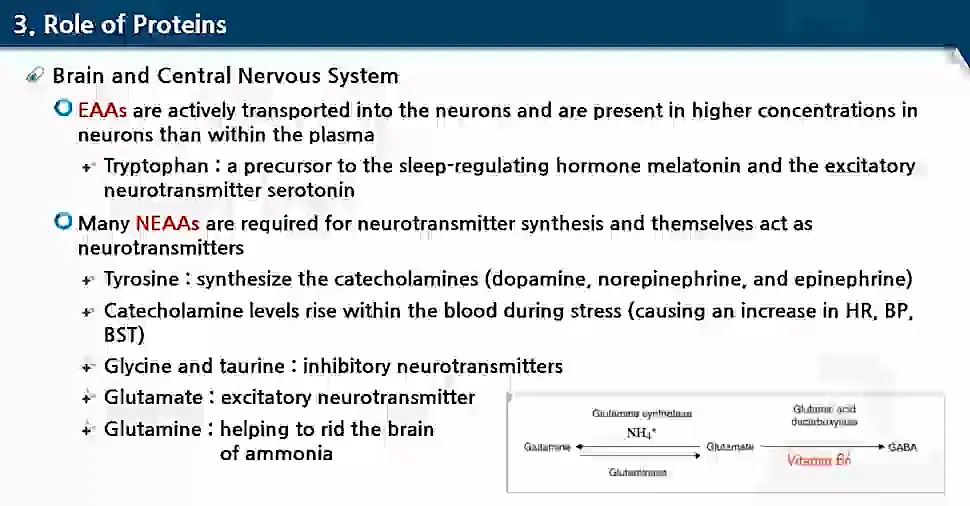 3. Role of Proteins
Brain and Central Nervous System
EAAs are actively transported into the neurons and are present in higher concentrations in
neurons than within the plasma
Tryptophan : a precursor to the sleep-regulating hormone melatonin and the excitatory
neurotransmitter serotonin
Many NEAAs are required for neurotransmitter synthesis and themselves act as
neurotransmitters
Tyrosine : synthesize the catecholamines (dopamine, norepinephrine, and epinephrine)
Catecholamine levels rise within the blood during stress (causing an increase in HR, BP,
BST)
Glycine and taurine : inhibitory neurotransmitters
Glutamate : excitatory neurotransmitter
Glutamine : helping to rid the brain
of ammonia
Glutamine synthetase
NH₄⁺
Glutamine
Glutaminase
Glutamate
Glutamic acid
decarboxylase
Vitamin B6
GABA